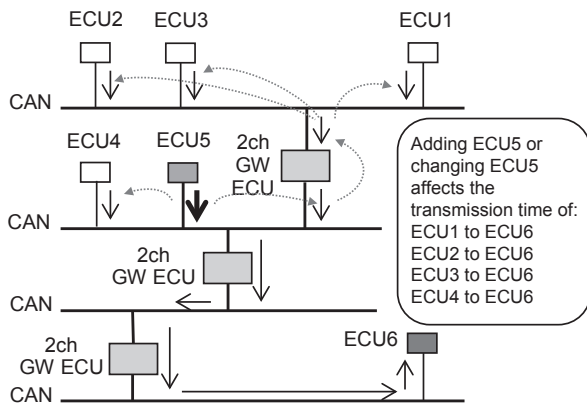 ECU2
ECU3
ECU1
CAN
ECU4
ECU5
2ch
GW
ECU
CAN
2ch
GW ECU
CAN
2ch
GW ECU
ECU6
CAN
Adding ECU5 or
changing ECU5
affects the
transmission time of:
ECU1 to ECU6
ECU2 to ECU6
ECU3 to ECU6
ECU4 to ECU6